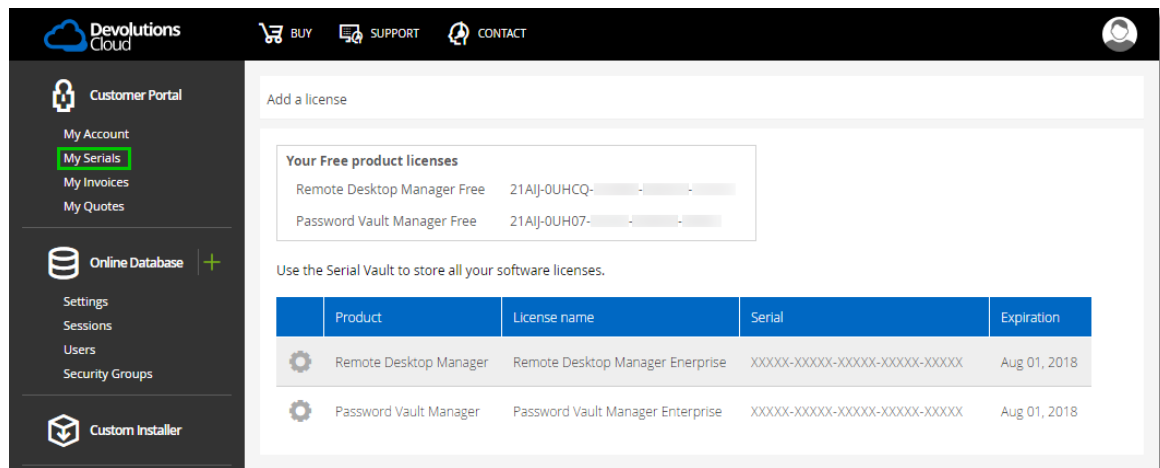 Devolutions
Cloud
BUY
SUPPORT
CONTACT
Customer Portal
My Account
My Serials
My Invoices
My Quotes
Online Database
Settings
Sessions
Users
Security Groups
Custom Installer
Add a license
Your Free product licenses
Remote Desktop Manager Free 21AIJ-0UHCQ- - -
Password Vault Manager Free 21AIJ-0UH07- - -
Use the Serial Vault to store all your software licenses.
Product License name Serial Expiration
Remote Desktop Manager Remote Desktop Manager Enerprise XXXXX-XXXXX-XXXXX-XXXXX-XXXXX Aug 01, 2018
Password Vault Manager Password Vault Manager Enterprise XXXXX-XXXXX-XXXXX-XXXXX-XXXXX Aug 01, 2018